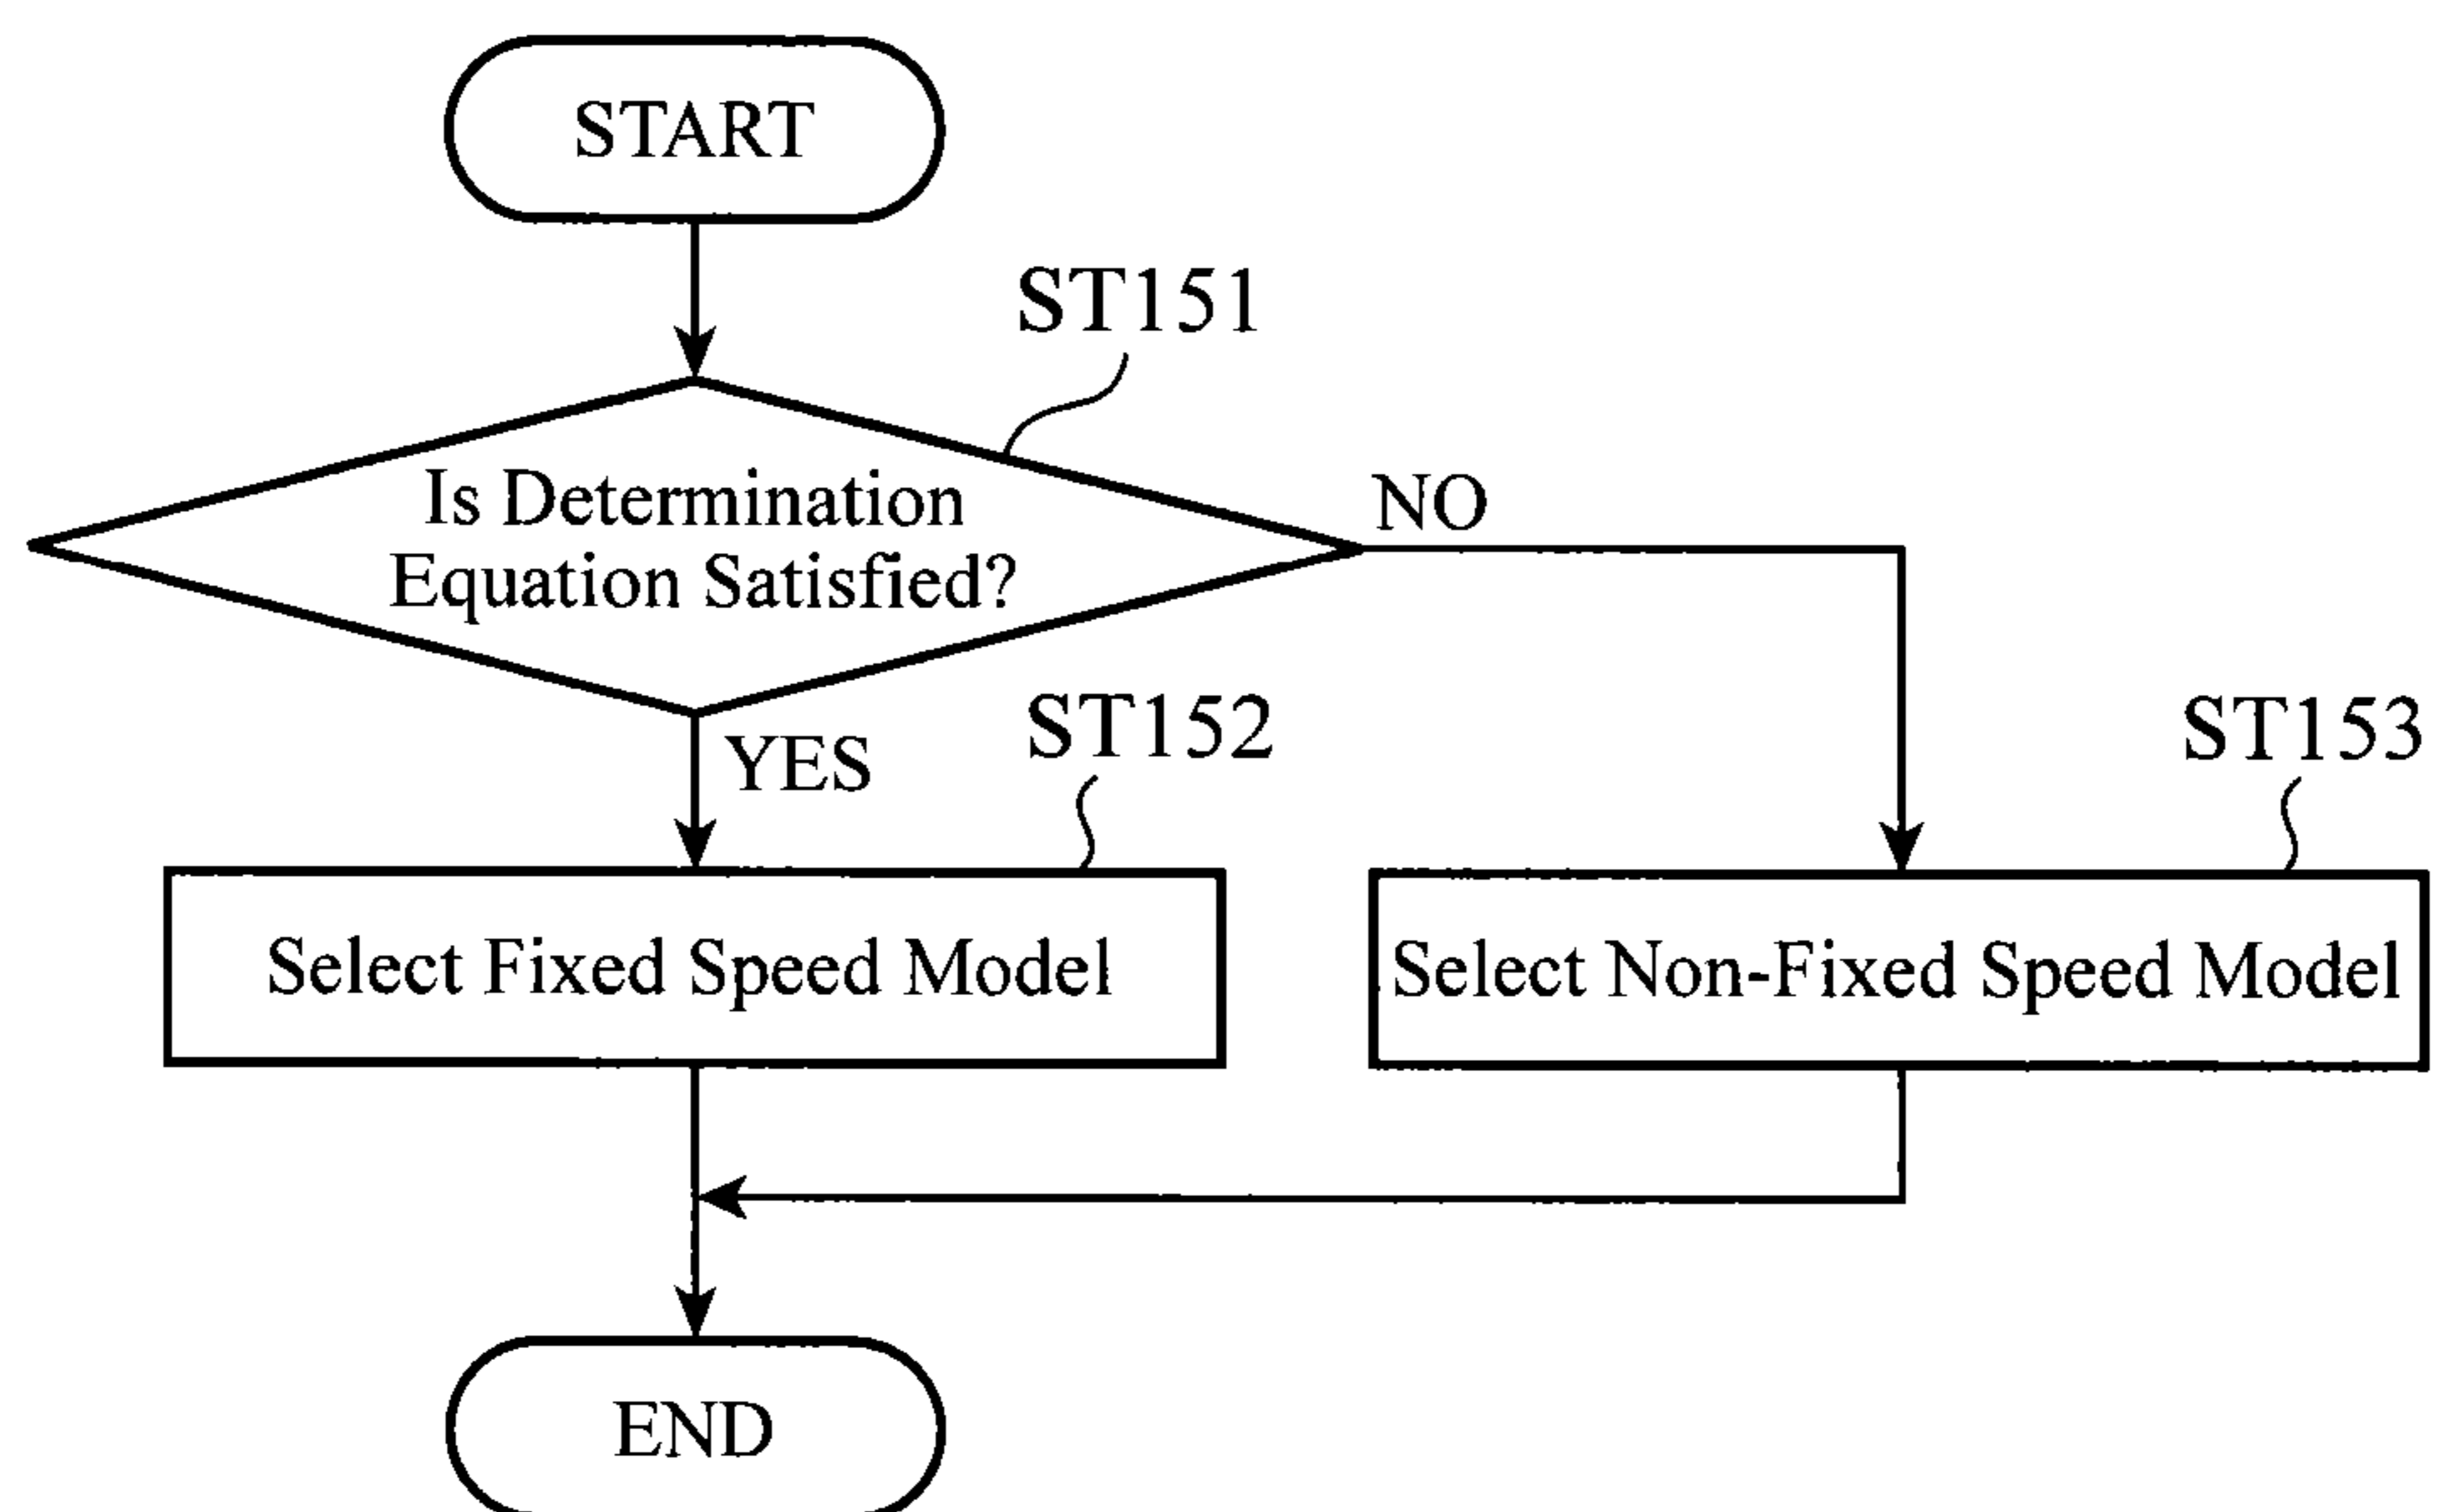 START
ST151
Is Determination
Equation Satisfied?
NO
YES
ST152
ST153
Select Fixed Speed Model
Select Non-Fixed Speed Model
END